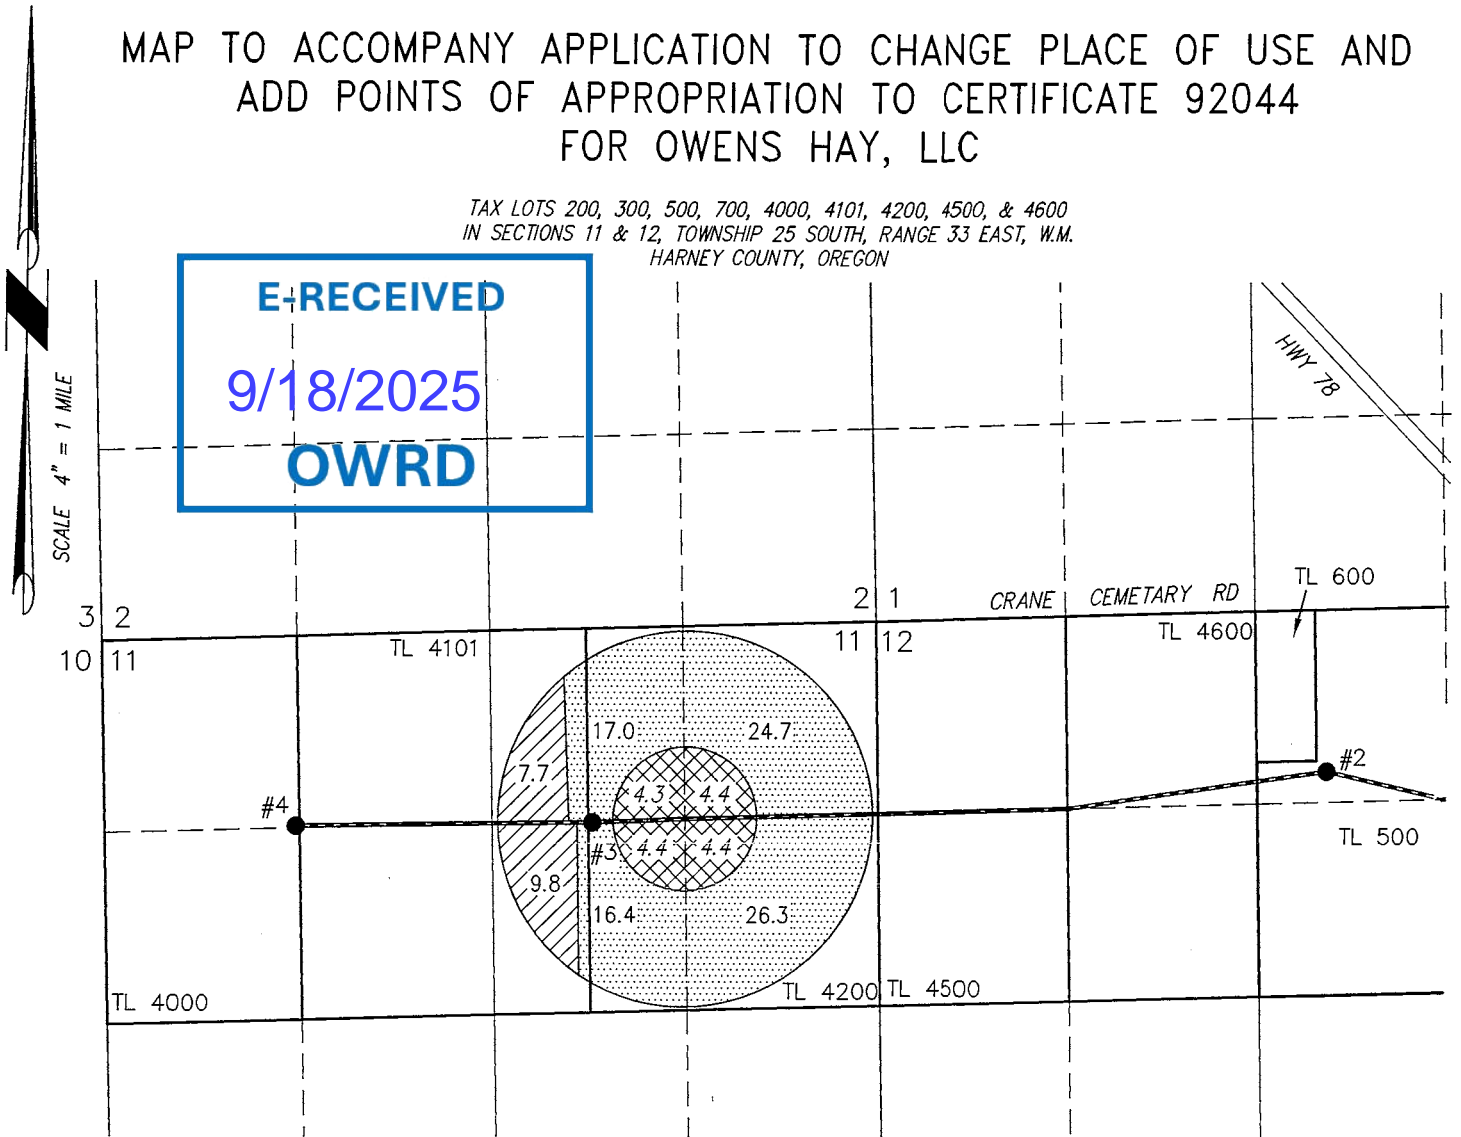 MAP TO ACCOMPANY APPLICATION TO CHANGE PLACE OF USE AND
ADD POINTS OF APPROPRIATION TO CERTIFICATE 92044
FOR OWENS HAY, LLC
TAX LOTS 200, 300, 500, 700, 4000, 4101, 4200, 4500, & 4600
IN SECTIONS 11 & 12, TOWNSHIP 25 SOUTH, RANGE 33 EAST, W.M.
HARNEY COUNTY, OREGON
E-RECEIVED
9/18/2025
OWRD
SCALE 4" = 1 MILE
HWY 78
3 2
10 11
2 1
11 12
CRANE CEMETARY RD
TL 600
TL 4101
TL 4600
17.0
24.7
7.7
4.3
4.4
#4
#2
#3
4.4
4.4
TL 500
9.8
16.4
26.3
TL 4000
TL 4200
TL 4500